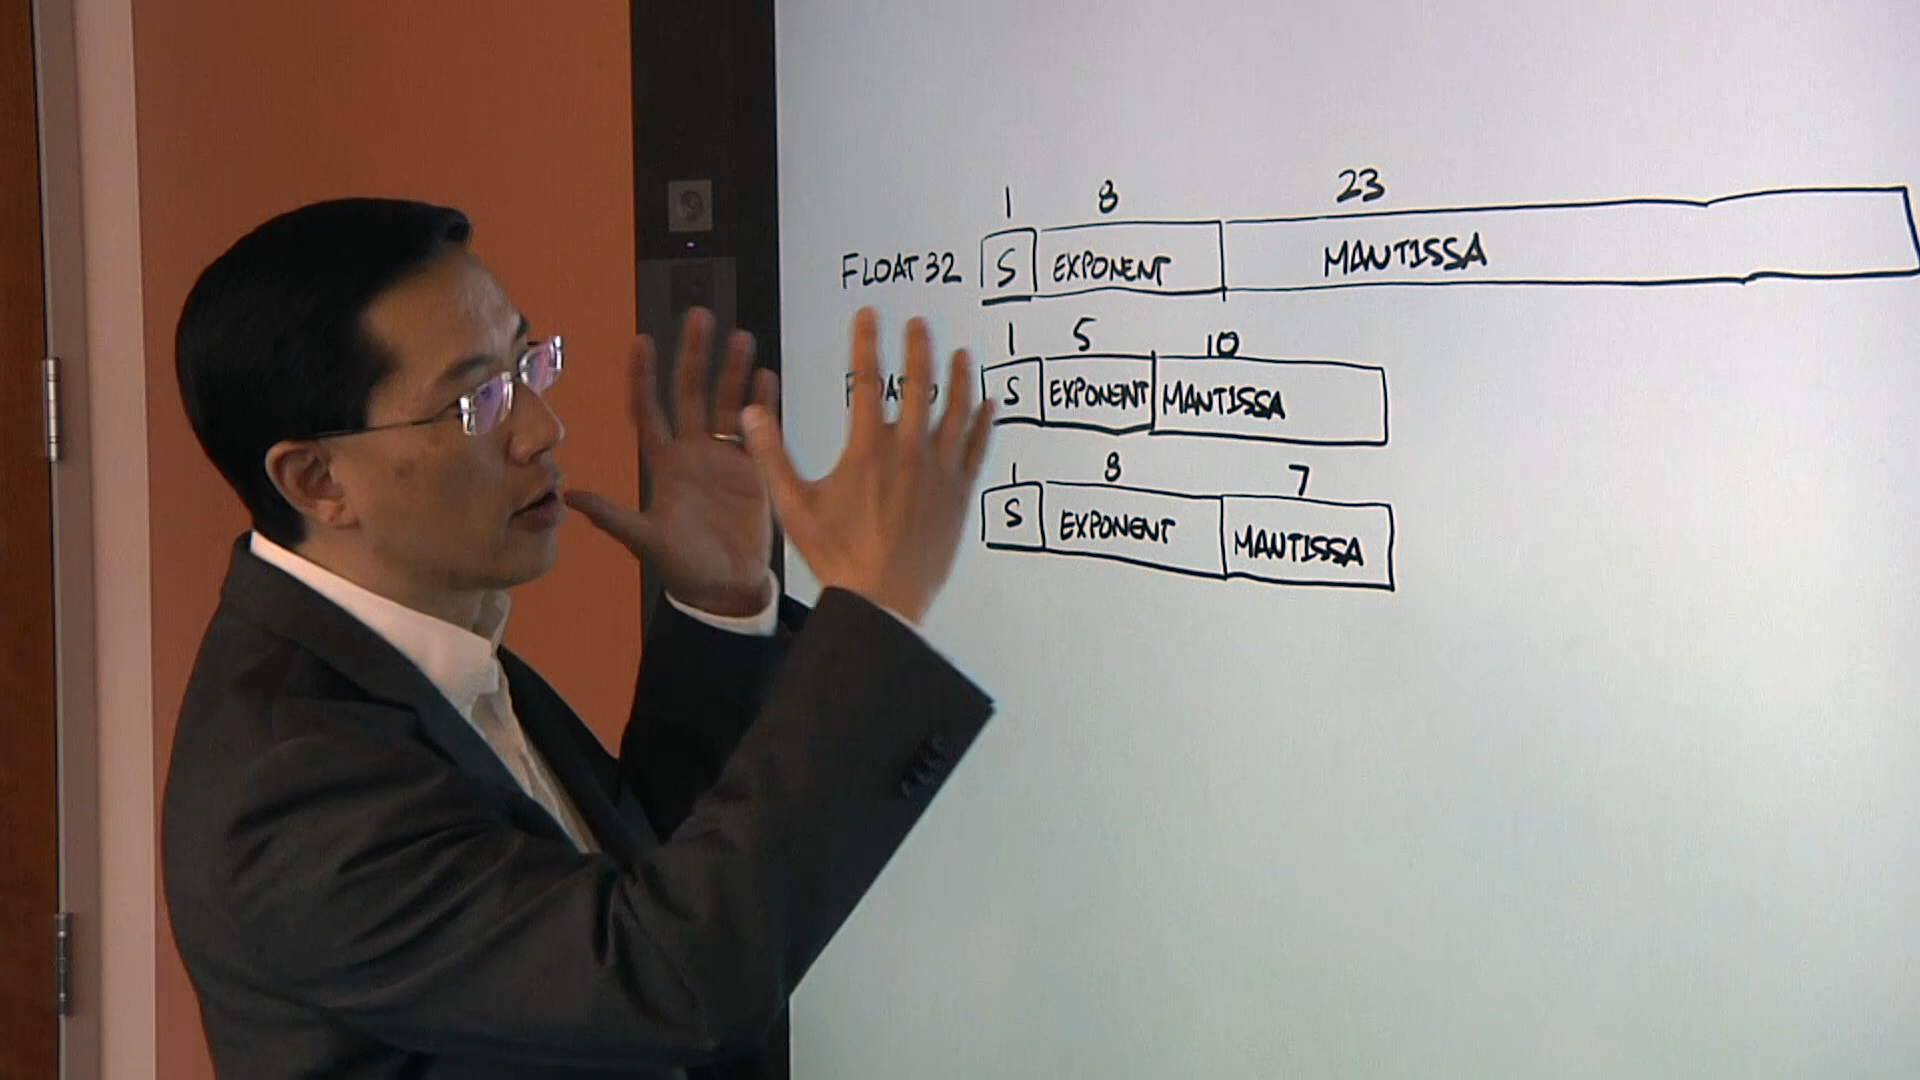 1 8 23
FLOAT 32 S EXPONENT MANTISSA
1 5 10
S EXPONENT MANTISSA
1 8 7
S EXPONENT MANTISSA